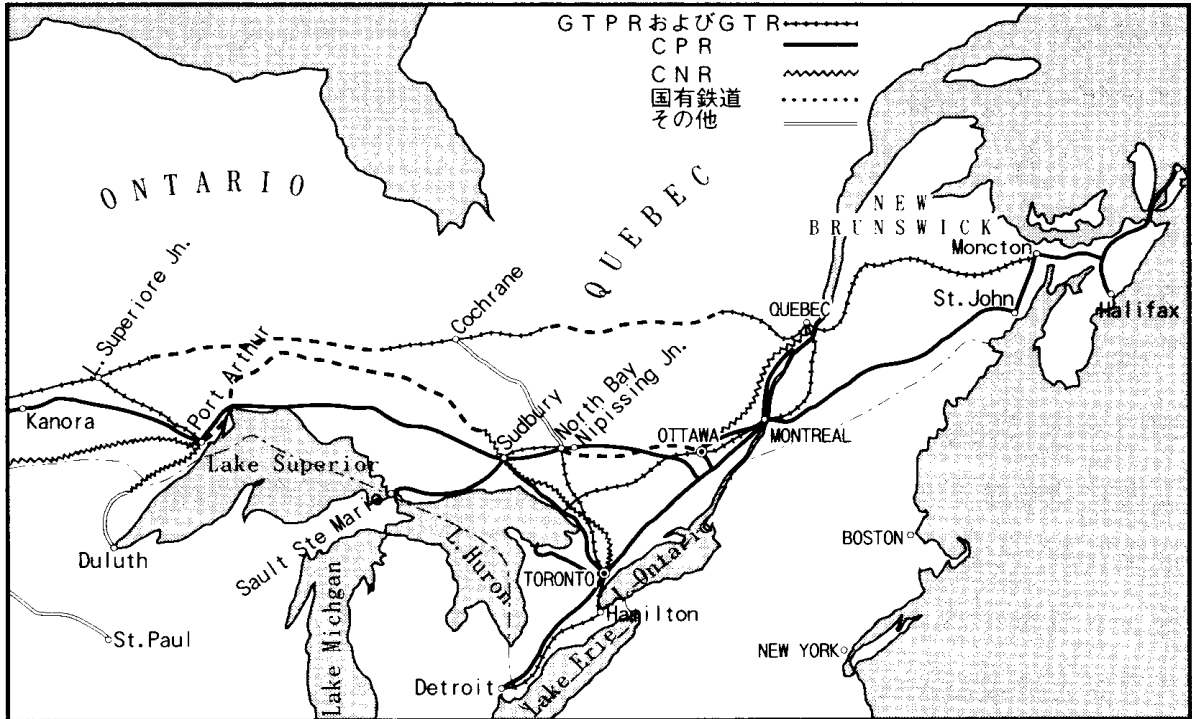 GTPRおよびGTR
CPR
CNR
国有鉄道
その他
ONTARIO
QUEBEC
NEW
BRUNSWICK
Moncton
St.John
Halifax
L. Superiore Jn.
Port Arthur
Cochrane
QUEBEC
Kanora
Sudbury
North Bay
Nipissing Jn.
OTTAWA
MONTREAL
Lake Superior
Sault Ste Marie
Duluth
L. Huron
TORONTO
L. Ontario
BOSTON
Hamilton
St.Paul
Lake Michgan
Lake Erie
NEW YORK
Detroit